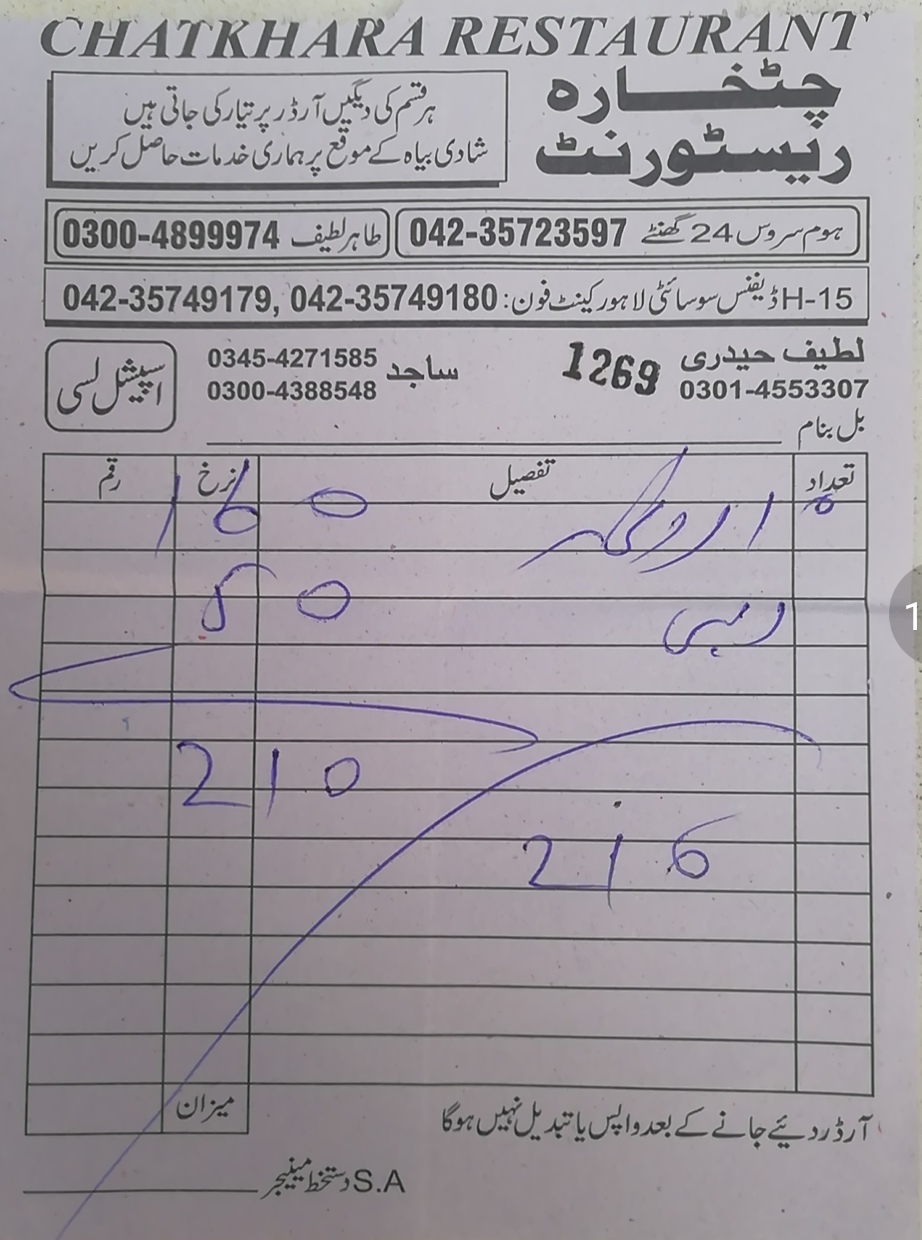 CHATKHARA RESTAURANT
چٹخارہ
ریسٹورنٹ
ہر قسم کی دیگیں آرڈر پر تیار کی جاتی ہیں
شادی بیاہ کے موقع پر ہماری خدمات حاصل کریں
ہوم سروس 24 گھنٹے 042-35723597 طاہر لطیف 0300-4899974
H-15 ڈیفنس سوسائٹی لاہور کینٹ فون: 042-35749179, 042-35749180
لطیف حیدری 1269 ساجد 0345-4271585 اسپیشل لسی
0301-4553307 0300-4388548
بل بنام
تعداد تفصیل نرخ رقم
160
دہی 50
210
216
میزان
آرڈر دیئے جانے کے بعد واپس یا تبدیل نہیں ہوگا
S.A دستخط مینیجر
1